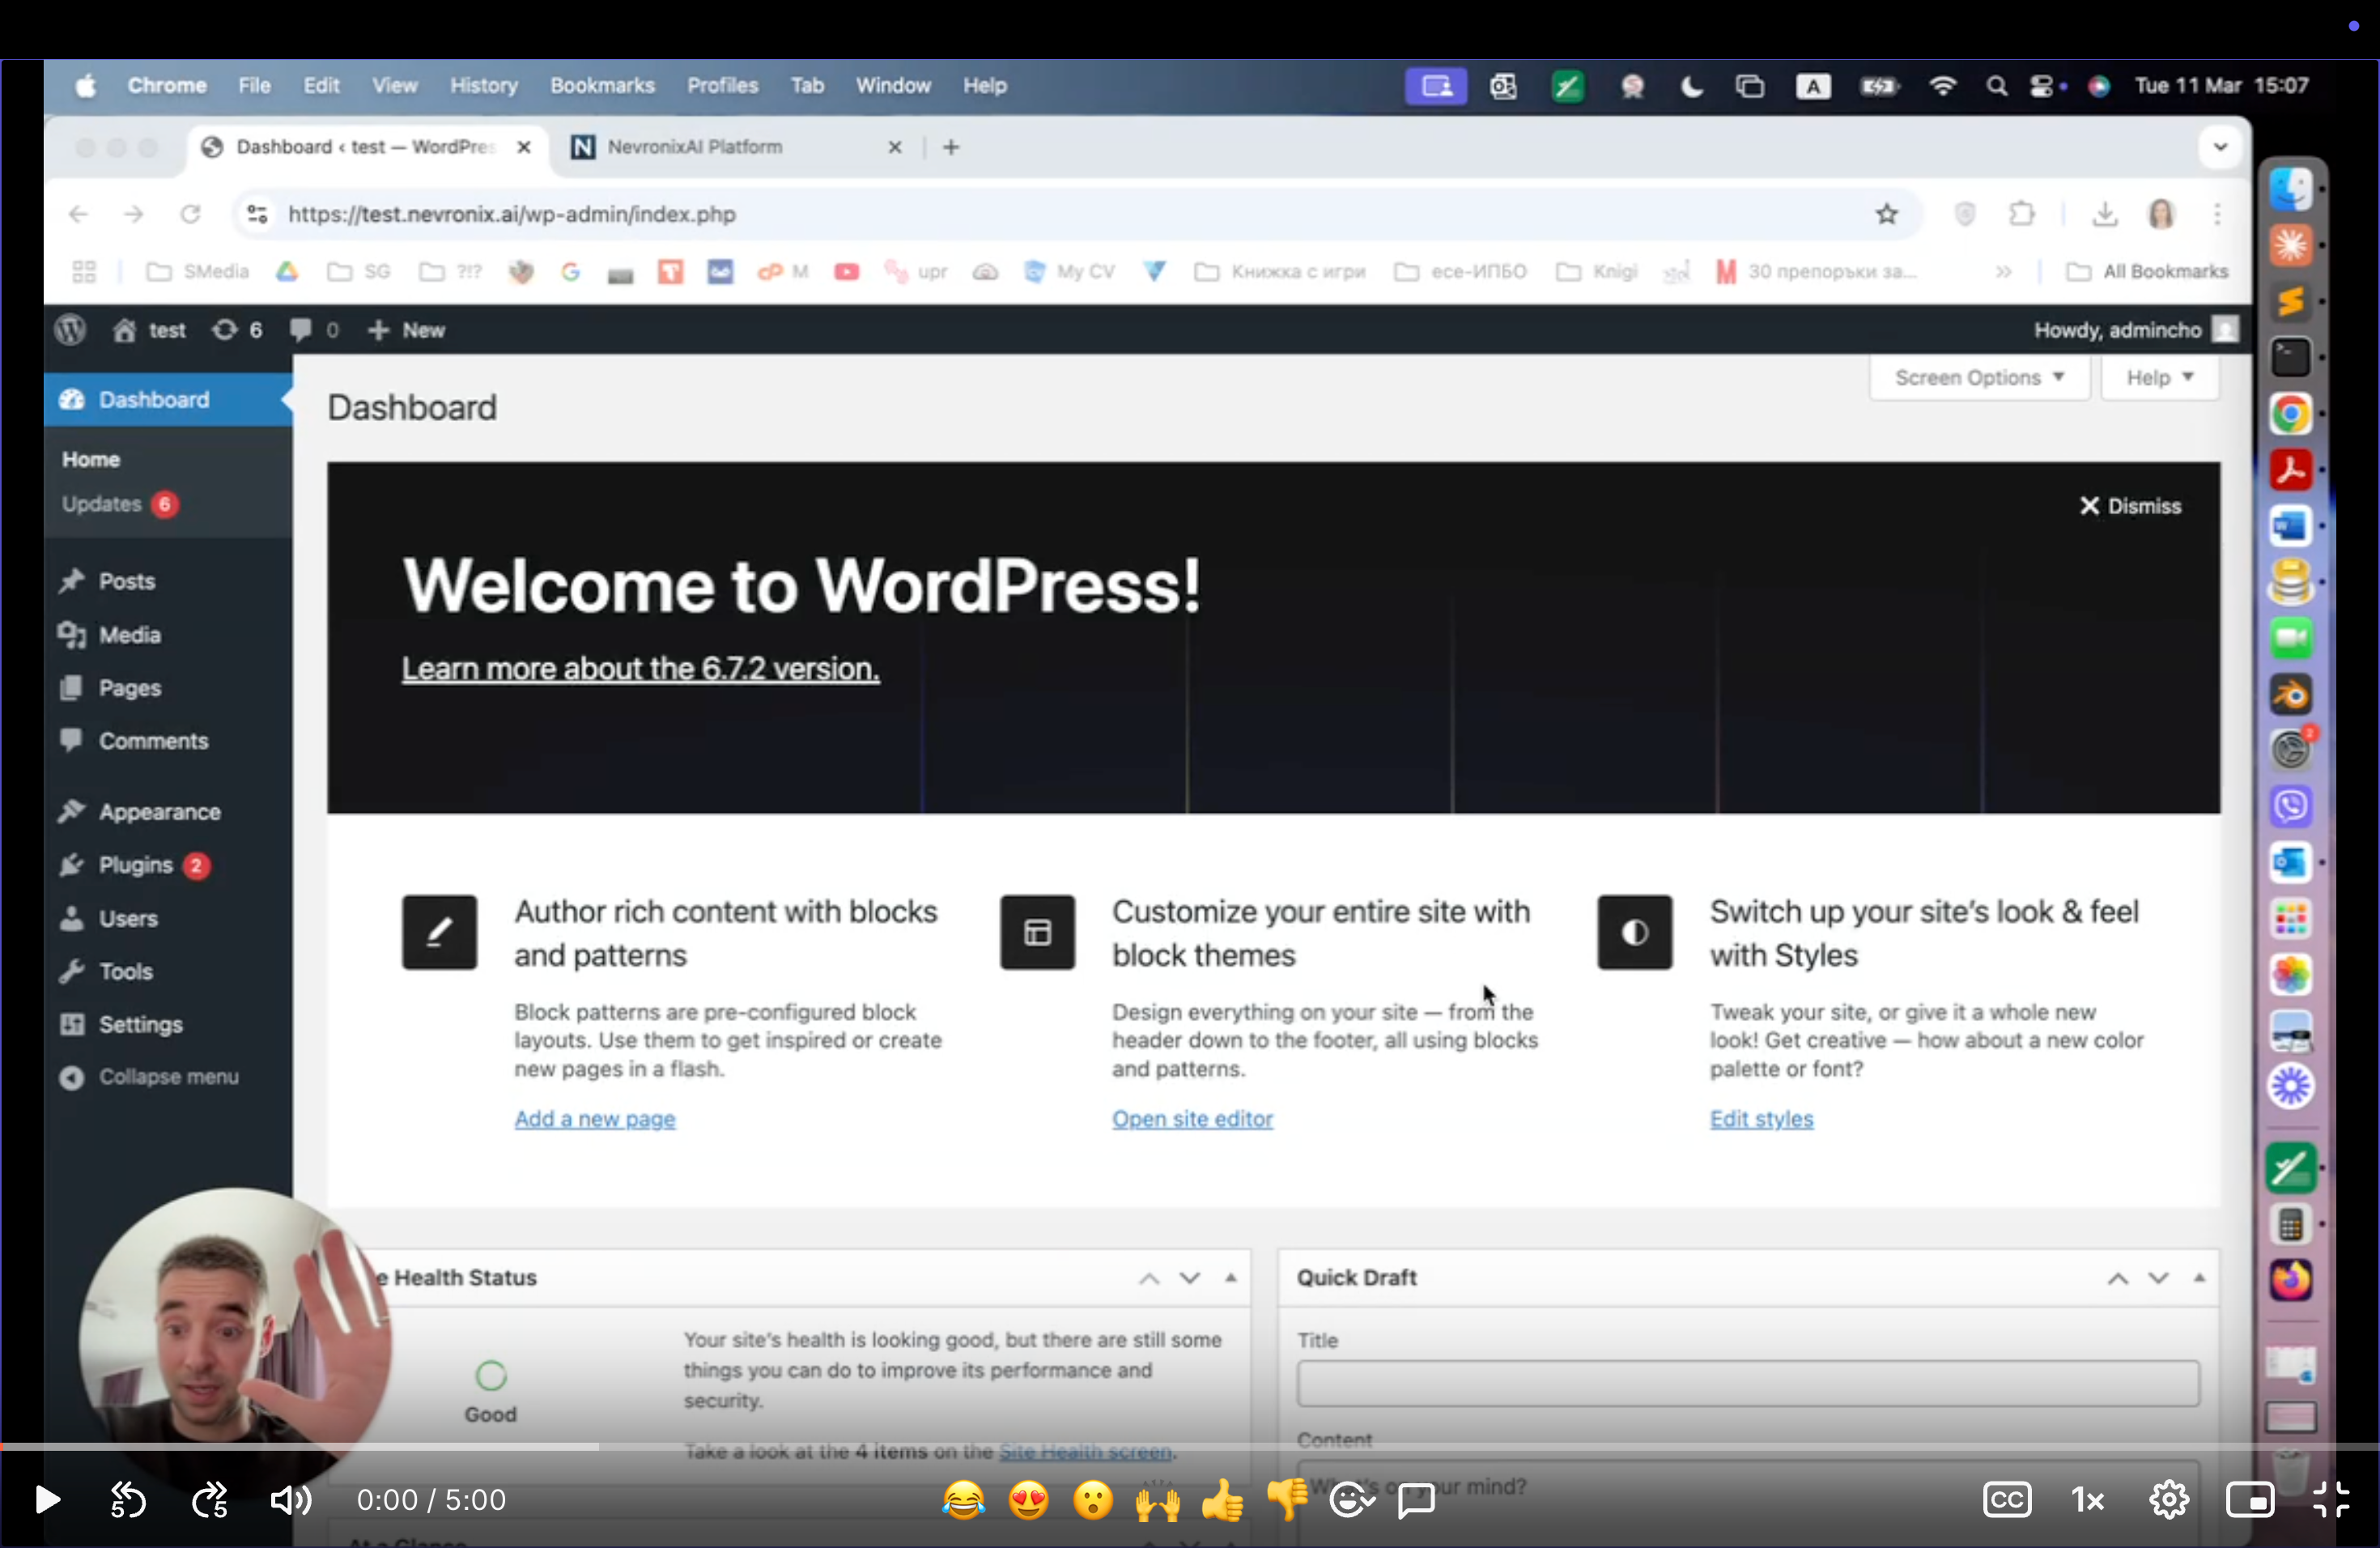 Chrome File Edit View History Bookmarks Profiles Tab Window Help
A
Tue 11 Mar 15:07
Dashboard ‹ test — WordPres
N NevronixAI Platform
https://test.nevronix.ai/wp-admin/index.php
SMedia
SG
?!?
M
upr
My CV
Книжка с игри
есе-ИПБО
Knigi
30 препоръки за...
All Bookmarks
test 6 0 New
Howdy, admincho
Dashboard
Home
Updates 6
Posts
Media
Pages
Comments
Appearance
Plugins 2
Users
Tools
Settings
Collapse menu
Screen Options
Help
Dashboard
Dismiss
Welcome to WordPress!
Learn more about the 6.7.2 version.
Author rich content with blocks
and patterns
Block patterns are pre-configured block
layouts. Use them to get inspired or create
new pages in a flash.
Add a new page
Customize your entire site with
block themes
Design everything on your site — from the
header down to the footer, all using blocks
and patterns.
Open site editor
Switch up your site's look & feel
with Styles
Tweak your site, or give it a whole new
look! Get creative — how about a new color
palette or font?
Edit styles
e Health Status
Good
Your site's health is looking good, but there are still some
things you can do to improve its performance and
security.
Take a look at the 4 items on the Site Health screen.
Quick Draft
Title
Content
What's on your mind?
At a Glance
2
5 5 0:00 / 5:00
CC 1x